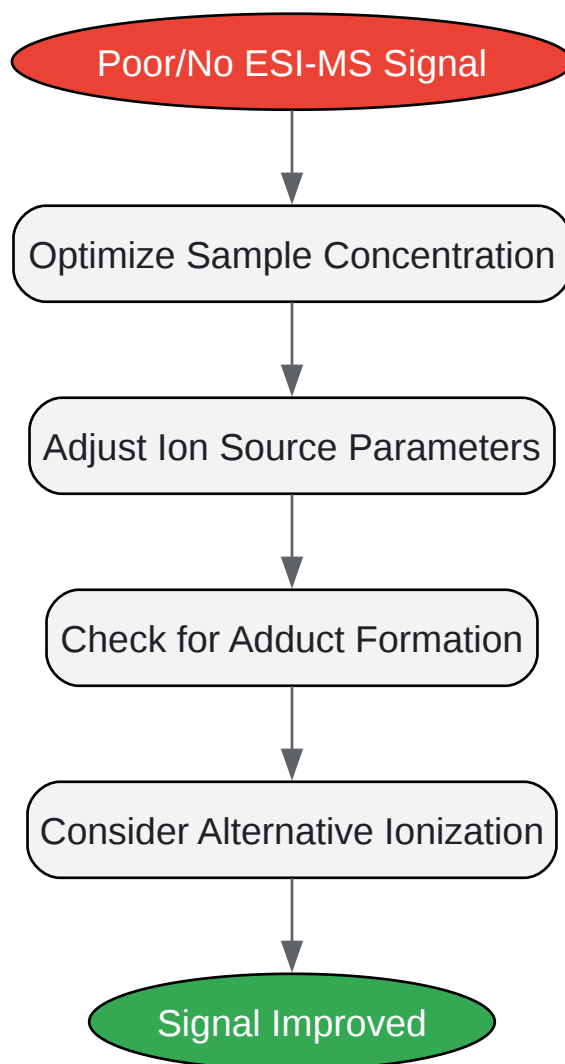 Poor/No ESI-MS Signal
Optimize Sample Concentration
Adjust Ion Source Parameters
Check for Adduct Formation
Consider Alternative Ionization
Signal Improved